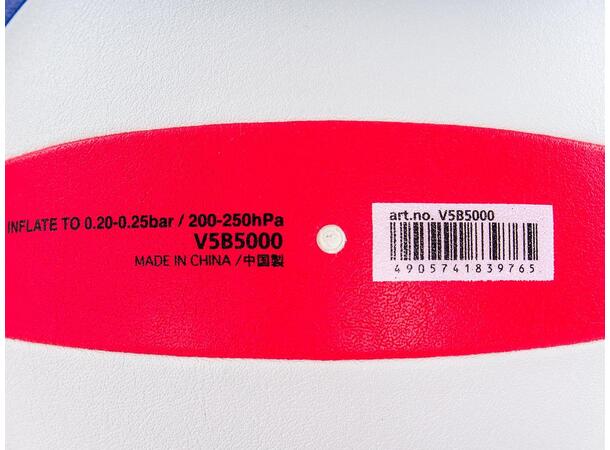 INFLATE TO 0.20-0.25bar / 200-250hPa
V5B5000
MADE IN CHINA /中国製
art.no. V5B5000
4905741839765